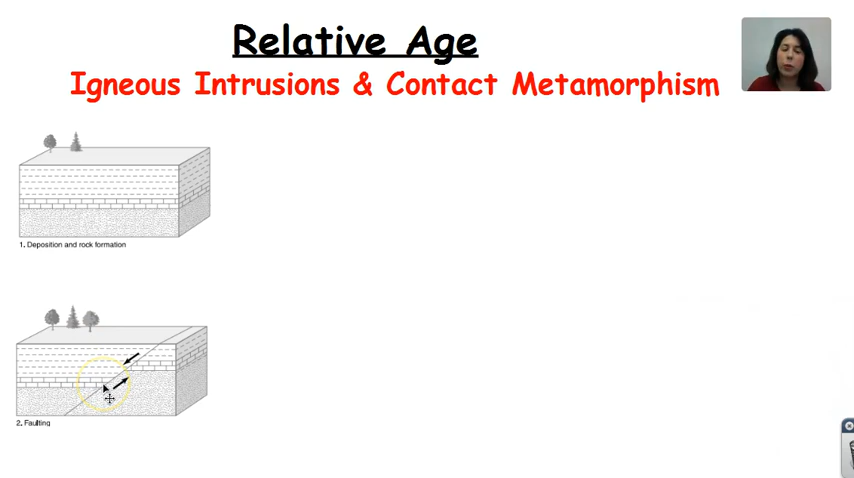 Relative Age
Igneous Intrusions & Contact Metamorphism
1. Deposition and rock formation
2. Faulting